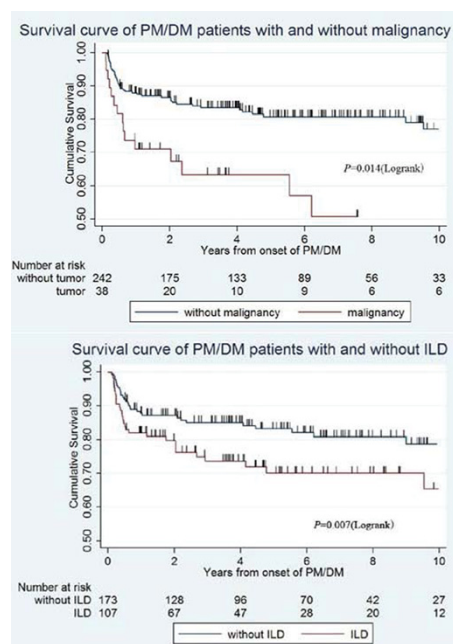 Survival curve of PM/DM patients with and without malignancy
Cumulative Survival
1.00
0.90
0.80
0.70
0.60
0.50
P=0.014(Logrank)
0 2 4 6 8 10
Years from onset of PM/DM
Number at risk
without tumor 242 175 133 89 56 33
tumor 38 20 10 9 6 6
without malignancy malignancy
Survival curve of PM/DM patients with and without ILD
Cumulative Survival
1.00
0.90
0.80
0.70
0.60
0.50
P=0.007(Logrank)
0 2 4 6 8 10
Years from onset of PM/DM
Number at risk
without ILD 173 128 96 70 42 27
ILD 107 67 47 28 20 12
without ILD ILD